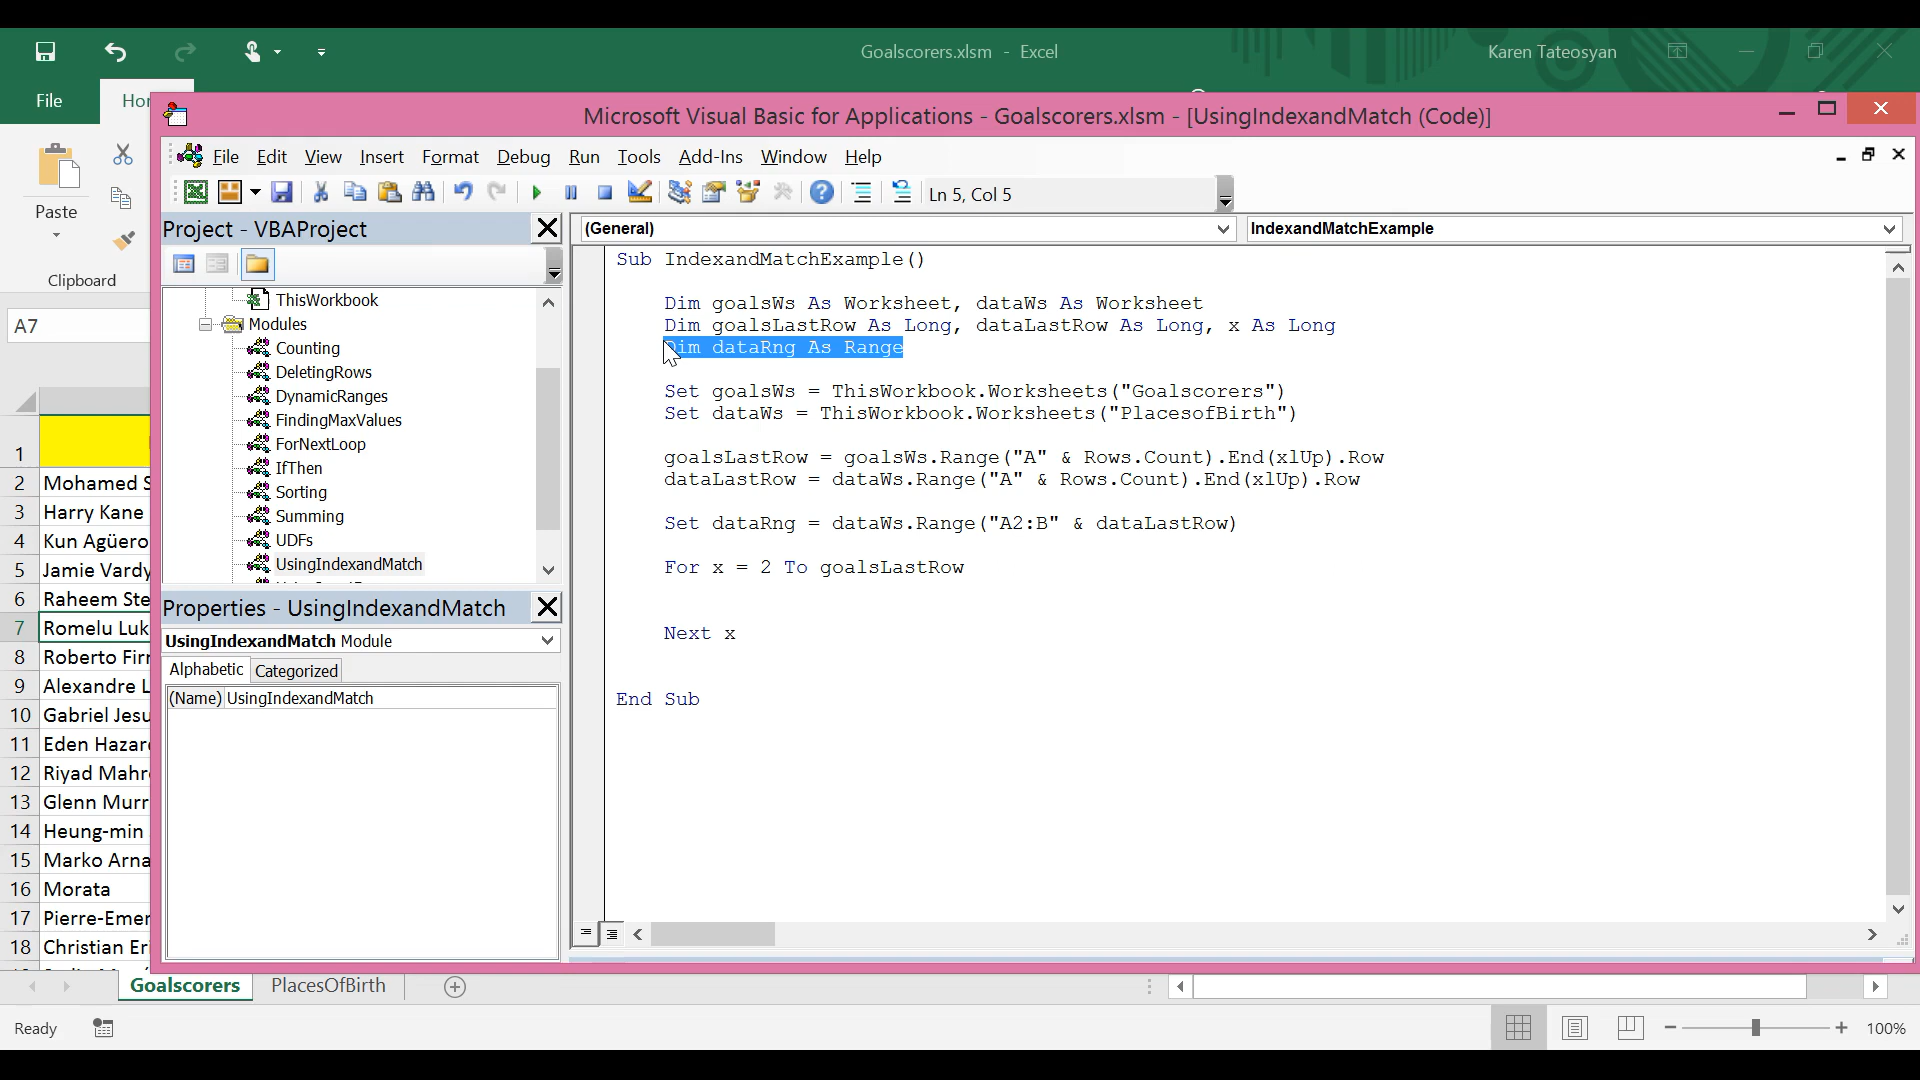 Goalscorers.xlsm - Excel
Karen Tateosyan
File
Microsoft Visual Basic for Applications - Goalscorers.xlsm - [UsingIndexandMatch (Code)]
File Edit View Insert Format Debug Run Tools Add-Ins Window Help
Ln 5, Col 5
Paste
Clipboard
A7
Project - VBAProject
ThisWorkbook
Modules
Counting
DeletingRows
DynamicRanges
FindingMaxValues
ForNextLoop
IfThen
Sorting
Summing
UDFs
UsingIndexandMatch
Properties - UsingIndexandMatch
UsingIndexandMatch Module
Alphabetic Categorized
(Name) UsingIndexandMatch
(General)
IndexandMatchExample
Sub IndexandMatchExample()
Dim goalsWs As Worksheet, dataWs As Worksheet
Dim goalsLastRow As Long, dataLastRow As Long, x As Long
Dim dataRng As Range
Set goalsWs = ThisWorkbook.Worksheets("Goalscorers")
Set dataWs = ThisWorkbook.Worksheets("PlacesofBirth")
goalsLastRow = goalsWs.Range("A" & Rows.Count).End(xlUp).Row
dataLastRow = dataWs.Range("A" & Rows.Count).End(xlUp).Row
Set dataRng = dataWs.Range("A2:B" & dataLastRow)
For x = 2 To goalsLastRow
Next x
End Sub
1
2 Mohamed S
3 Harry Kane
4 Kun Agüero
5 Jamie Vardy
6 Raheem Ste
7 Romelu Luk
8 Roberto Firr
9 Alexandre L
10 Gabriel Jesu
11 Eden Hazar
12 Riyad Mahr
13 Glenn Murr
14 Heung-min
15 Marko Arna
16 Morata
17 Pierre-Emer
18 Christian Eri
Goalscorers PlacesOfBirth
Ready
100%